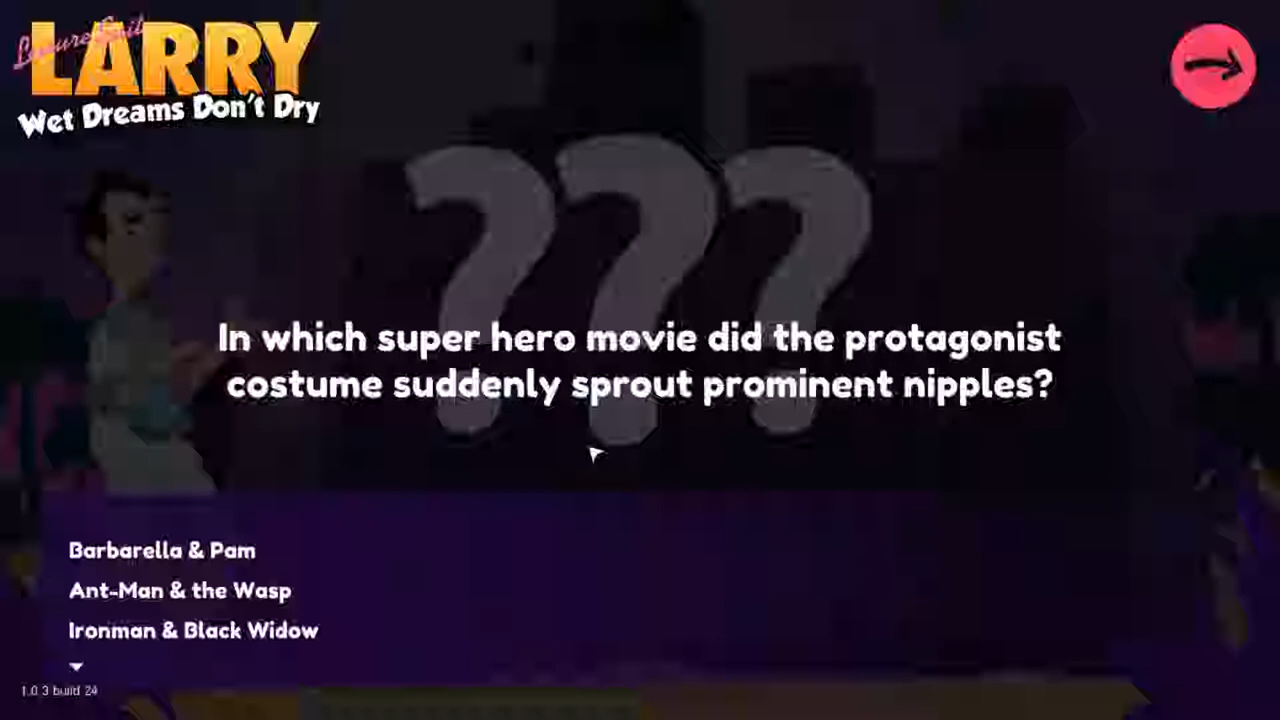 Leisure Suit
LARRY
Wet Dreams Don't Dry
In which super hero movie did the protagonist
costume suddenly sprout prominent nipples?
Barbarella & Pam
Ant-Man & the Wasp
Ironman & Black Widow
1.0.3 build 24